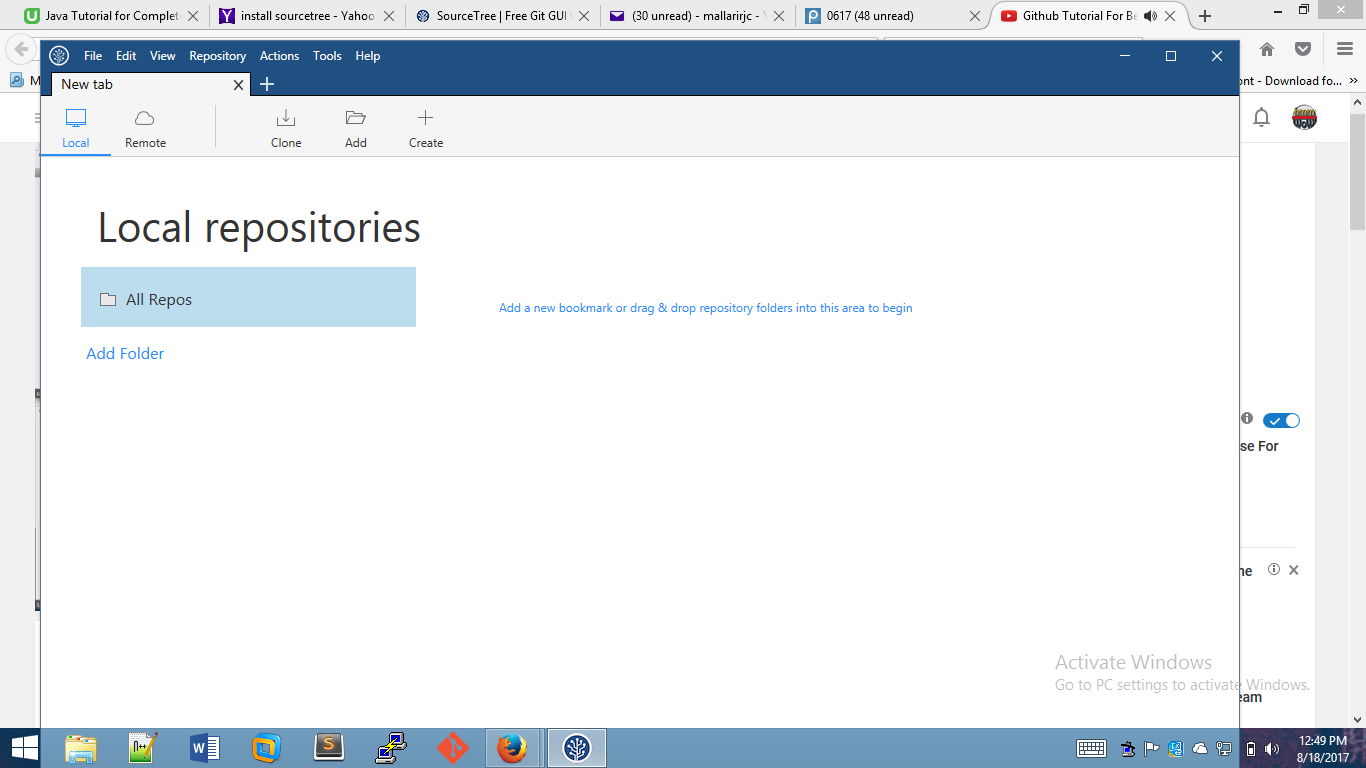 Java Tutorial for Complet
install sourcetree - Yahoo
SourceTree | Free Git GUI
(30 unread) - mallarijc - Y
0617 (48 unread)
Github Tutorial For Be
File Edit View Repository Actions Tools Help
M
ont - Download fo... »
New tab
Local Remote Clone Add Create
Local repositories
All Repos
Add a new bookmark or drag & drop repository folders into this area to begin
Add Folder
se For
ne
Activate Windows
Go to PC settings to activate Windows.
eam
12:49 PM
8/18/2017